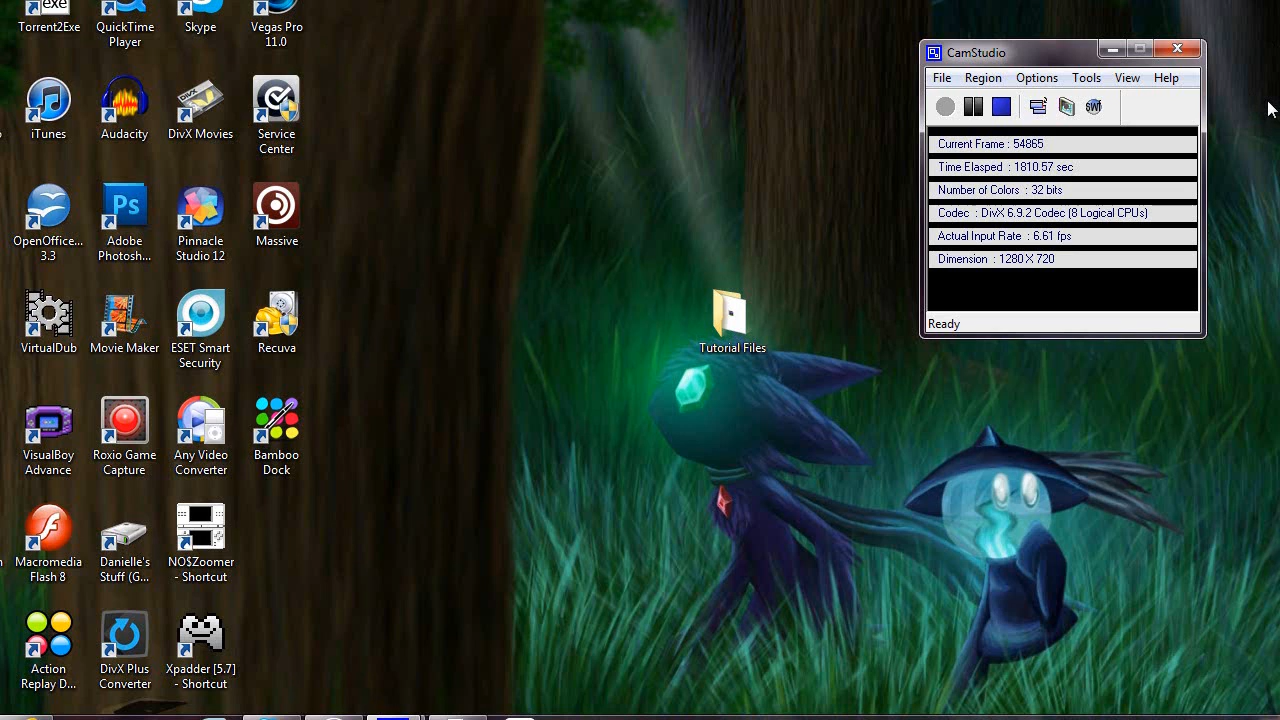 Torrent2Exe
QuickTime
Player
Skype
Vegas Pro
11.0
iTunes
Audacity
DivX Movies
Service
Center
OpenOffice...
3.3
Ps
Adobe
Photosh...
Pinnacle
Studio 12
Massive
VirtualDub
Movie Maker
ESET Smart
Security
Recuva
VisualBoy
Advance
Roxio Game
Capture
Any Video
Converter
Bamboo
Dock
Macromedia
Flash 8
Danielle's
Stuff (G...
NO$Zoomer
- Shortcut
Action
Replay D...
DivX Plus
Converter
Xpadder [5.7]
- Shortcut
Tutorial Files
CamStudio
File Region Options Tools View Help
SWF
Current Frame : 54865
Time Elasped : 1810.57 sec
Number of Colors : 32 bits
Codec : DivX 6.9.2 Codec (8 Logical CPUs)
Actual Input Rate : 6.61 fps
Dimension : 1280 X 720
Ready